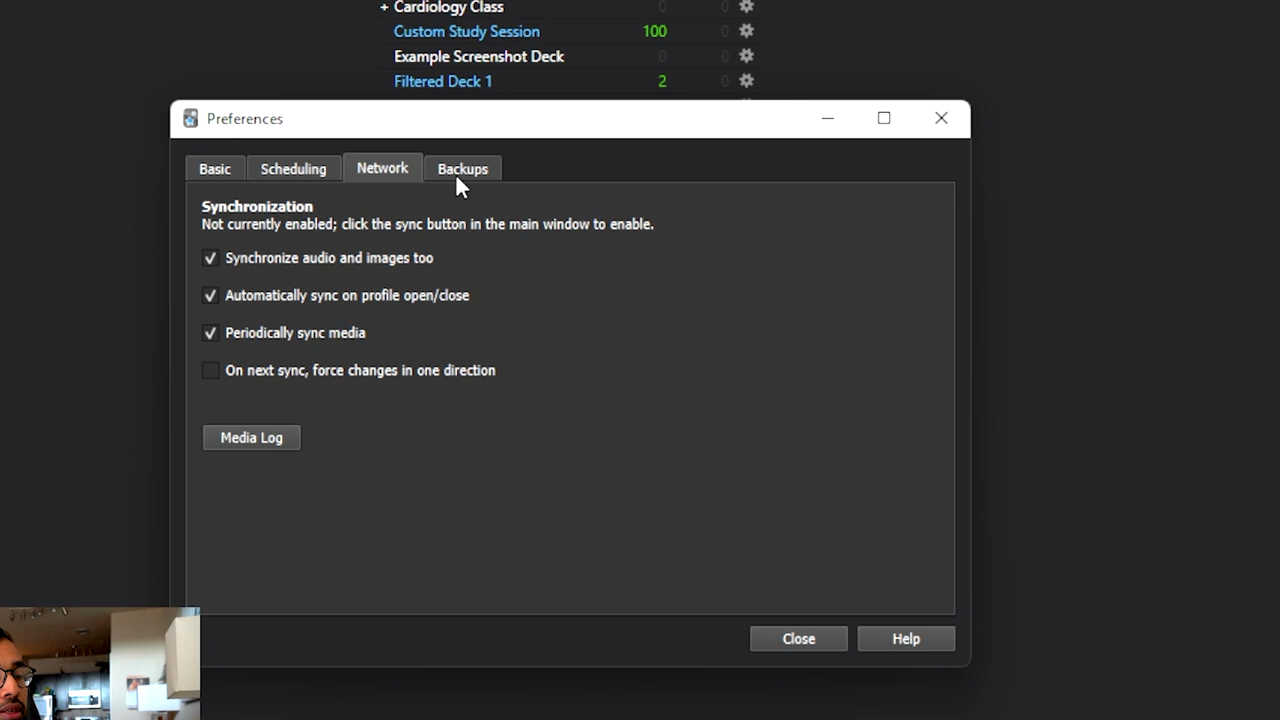 + Cardiology Class 0 0
Custom Study Session 100 0
Example Screenshot Deck 0 0
Filtered Deck 1 2 0
Preferences
Basic Scheduling Network Backups
Synchronization
Not currently enabled; click the sync button in the main window to enable.
Synchronize audio and images too
Automatically sync on profile open/close
Periodically sync media
On next sync, force changes in one direction
Media Log
Close Help